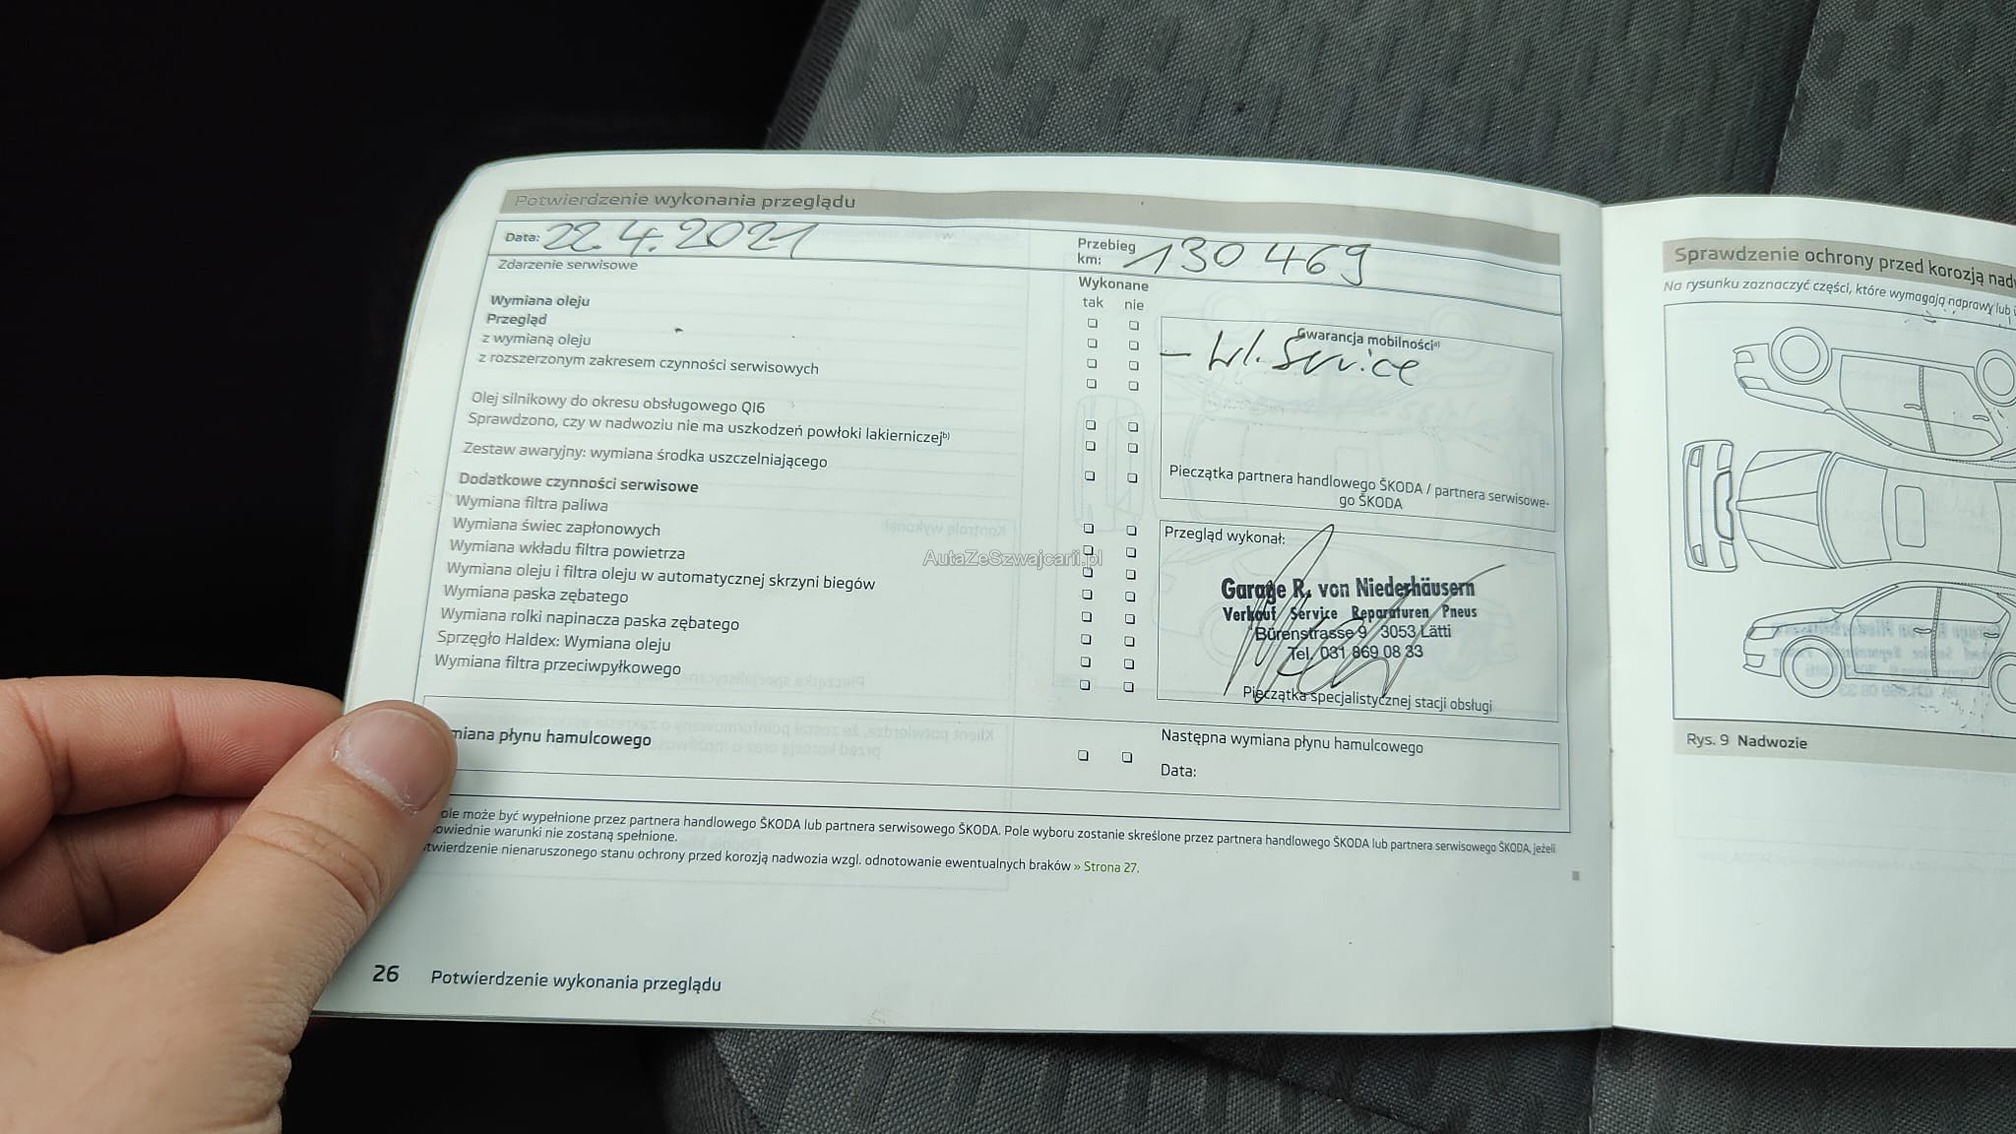 Potwierdzenie wykonania przeglądu
Data: 22.4.2021
Przebieg
km: 130 469
Zdarzenie serwisowe
Wykonane
tak nie
Wymiana oleju
Przegląd
z wymianą oleju
z rozszerzonym zakresem czynności serwisowych
Olej silnikowy do okresu obsługowego QI6
Sprawdzono, czy w nadwoziu nie ma uszkodzeń powłoki lakierniczej b)
Zestaw awaryjny: wymiana środka uszczelniającego
Dodatkowe czynności serwisowe
Wymiana filtra paliwa
Wymiana świec zapłonowych
Wymiana wkładu filtra powietrza
Wymiana oleju i filtra oleju w automatycznej skrzyni biegów
Wymiana paska zębatego
Wymiana rolki napinacza paska zębatego
Sprzęgło Haldex: Wymiana oleju
Wymiana filtra przeciwpyłkowego
Gwarancja mobilności a)
Service
Pieczątka partnera handlowego ŠKODA / partnera serwisowe-
go ŠKODA
Przegląd wykonał:
Garage R. von Niederhäusern
Verkauf Service Reparaturen Pneus
Bürenstrasse 9 3053 Lätti
Tel. 031 869 08 33
Pieczątka specjalistycznej stacji obsługi
miana płynu hamulcowego
Następna wymiana płynu hamulcowego
Data:
ole może być wypełnione przez partnera handlowego ŠKODA lub partnera serwisowego ŠKODA. Pole wyboru zostanie skreślone przez partnera handlowego ŠKODA lub partnera serwisowego ŠKODA, jeżeli
owiednie warunki nie zostaną spełnione.
twierdzenie nienaruszonego stanu ochrony przed korozją nadwozia wzgl. odnotowanie ewentualnych braków » Strona 27.
26 Potwierdzenie wykonania przeglądu
AutaZeSzwajcarii.pl
Sprawdzenie ochrony przed korozją nad
Na rysunku zaznaczyć części, które wymagają naprawy lub
Rys. 9 Nadwozie